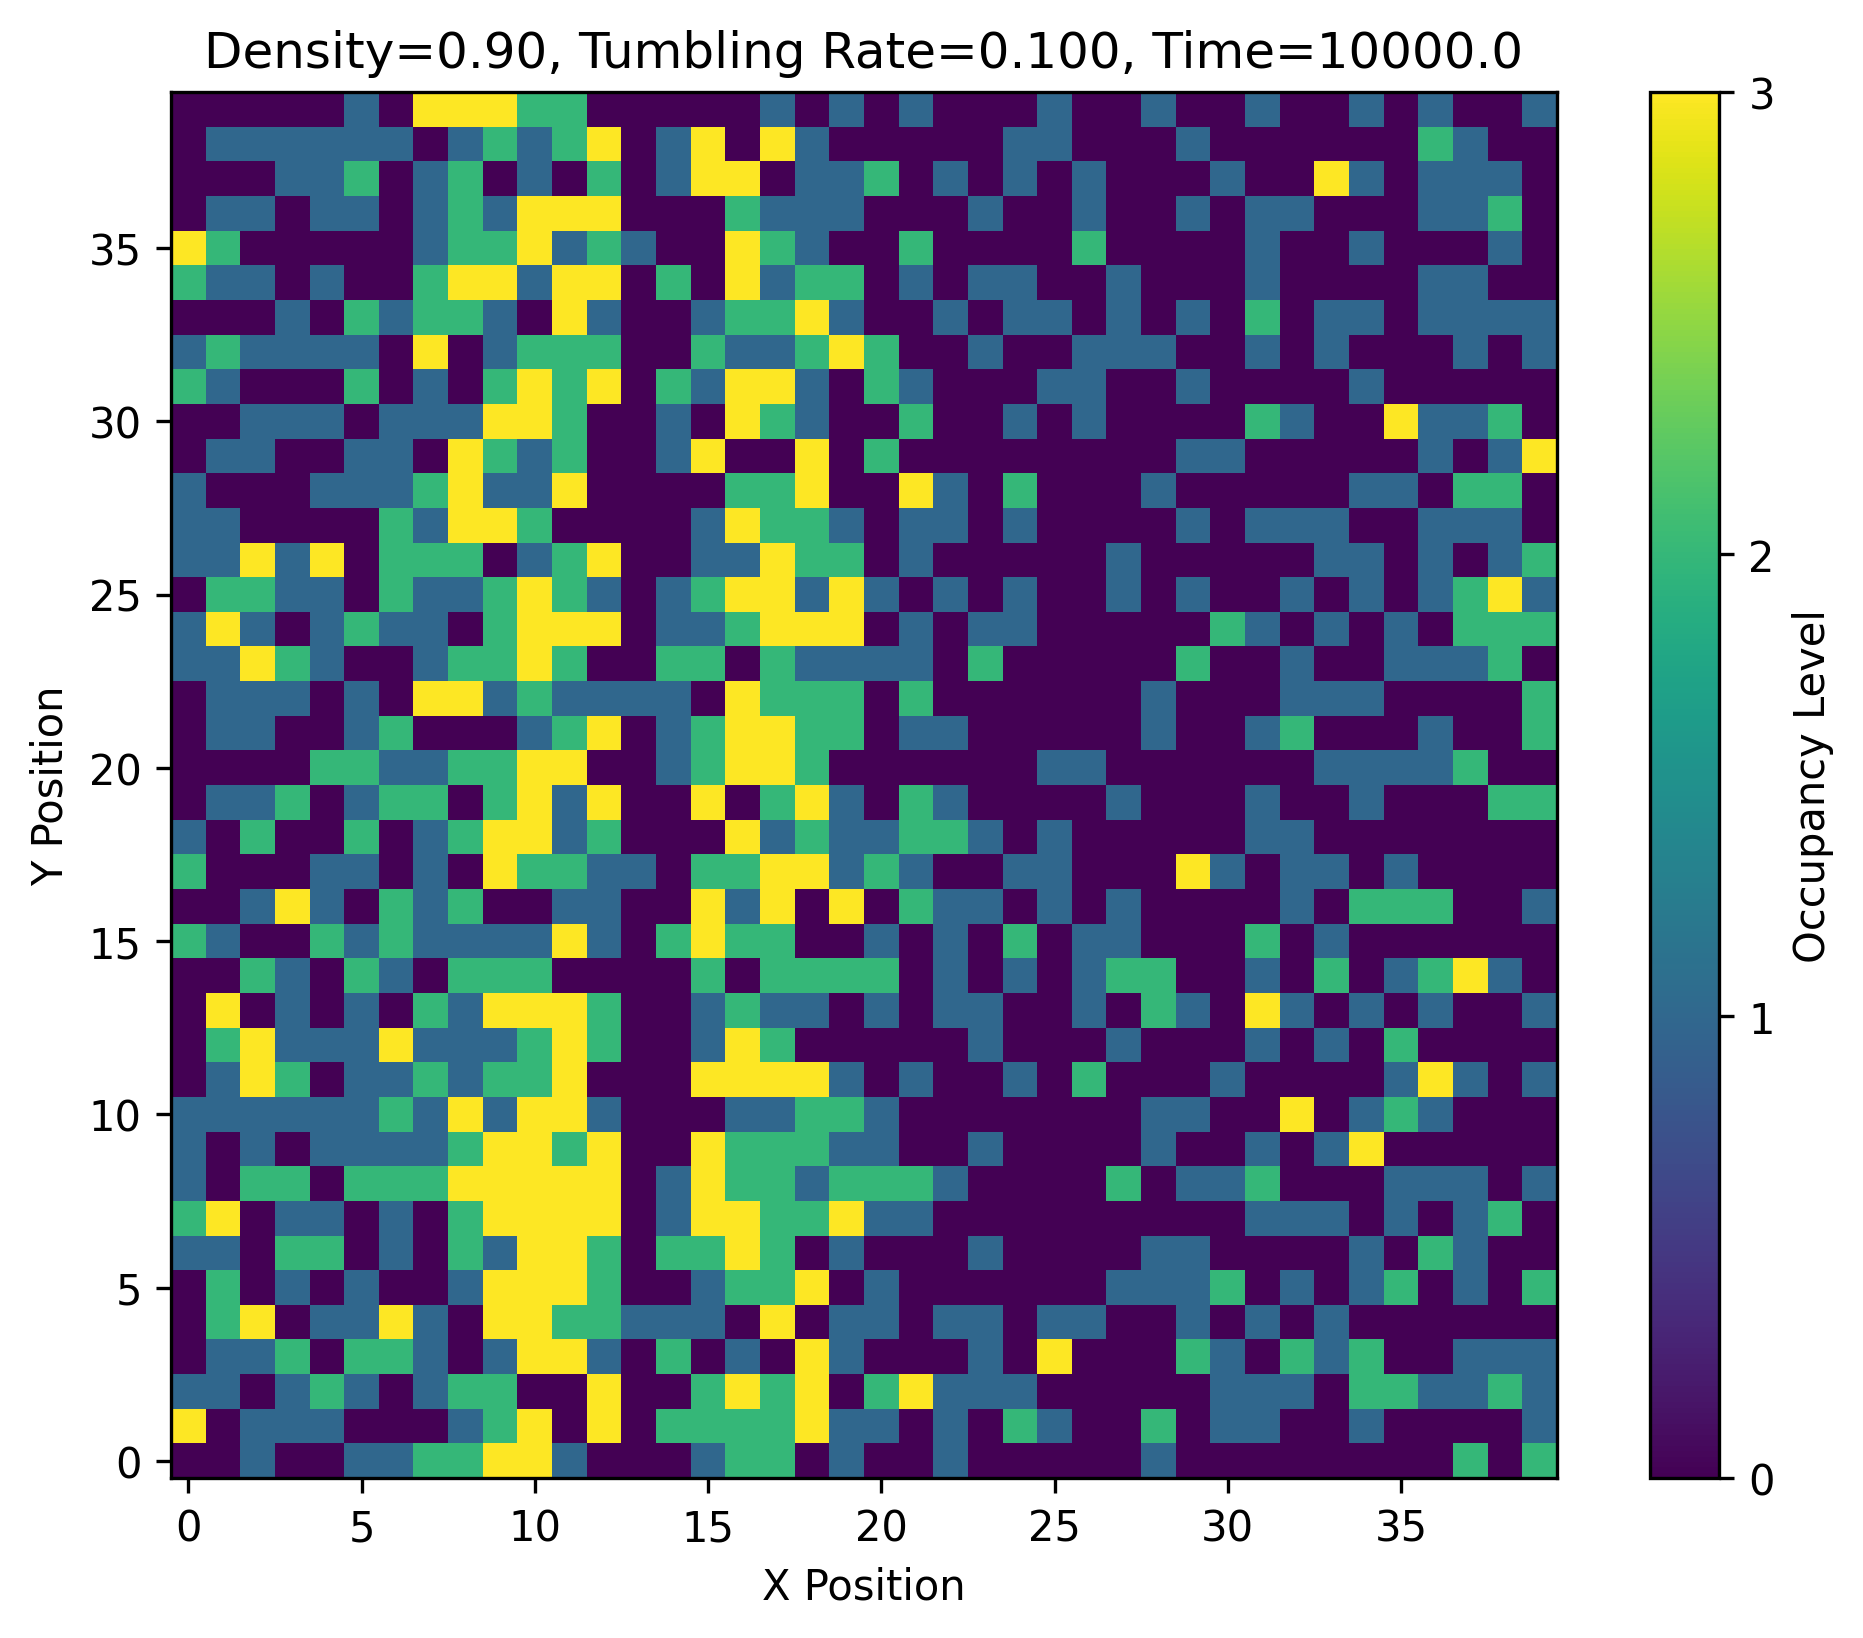 Density=0.90, Tumbling Rate=0.100, Time=10000.0
35
30
25
20
15
10
5
0
Y Position
0 5 10 15 20 25 30 35
X Position
3
2
1
0
Occupancy Level